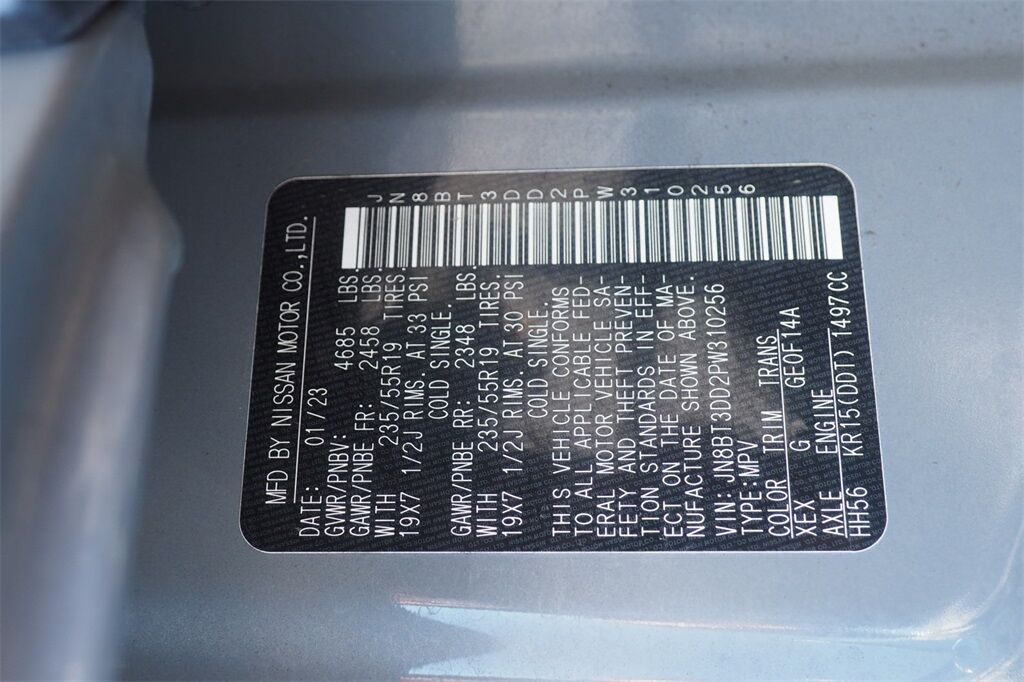 MFD BY NISSAN MOTOR CO.,LTD.
DATE: 01/23
GVWR/PNBV: 4685 LBS.
GAWR/PNBE FR: 2458 LBS.
WITH 235/55R19 TIRES.
19X7 1/2J RIMS. AT 33 PSI
COLD SINGLE.
GAWR/PNBE RR: 2348 LBS.
WITH 235/55R19 TIRES.
19X7 1/2J RIMS. AT 30 PSI
COLD SINGLE.
THIS VEHICLE CONFORMS
TO ALL APPLICABLE FED-
ERAL MOTOR VEHICLE SA-
FETY AND THEFT PREVEN-
TION STANDARDS IN EFF-
ECT ON THE DATE OF MA-
NUFACTURE SHOWN ABOVE.
VIN: JN8BT3DD2PW310256
TYPE:MPV
COLOR TRIM TRANS
XEX G GEOF14A
AXLE ENGINE
HH56 KR15(DDT) 1497CC
JN8BT3DD2PW310256